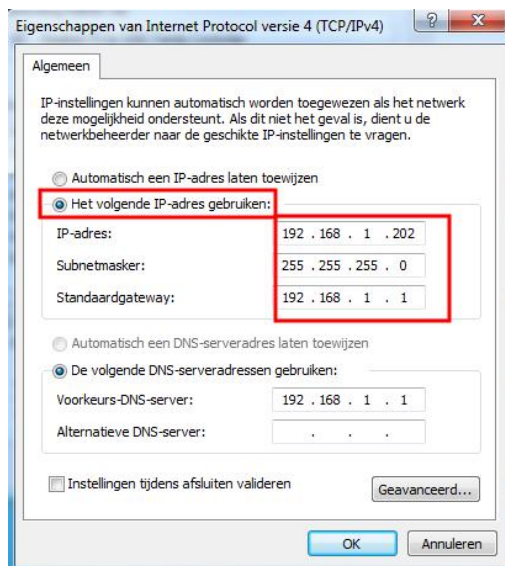 Eigenschappen van Internet Protocol versie 4 (TCP/IPv4)
Algemeen
IP-instellingen kunnen automatisch worden toegewezen als het netwerk
deze mogelijkheid ondersteunt. Als dit niet het geval is, dient u de
netwerkbeheerder naar de geschikte IP-instellingen te vragen.
Automatisch een IP-adres laten toewijzen
Het volgende IP-adres gebruiken:
IP-adres: 192 . 168 . 1 . 202
Subnetmasker: 255 . 255 . 255 . 0
Standaardgateway: 192 . 168 . 1 . 1
Automatisch een DNS-serveradres laten toewijzen
De volgende DNS-serveradressen gebruiken:
Voorkeurs-DNS-server: 192 . 168 . 1 . 1
Alternatieve DNS-server: . . .
Instellingen tijdens afsluiten valideren
Geavanceerd...
OK Annuleren